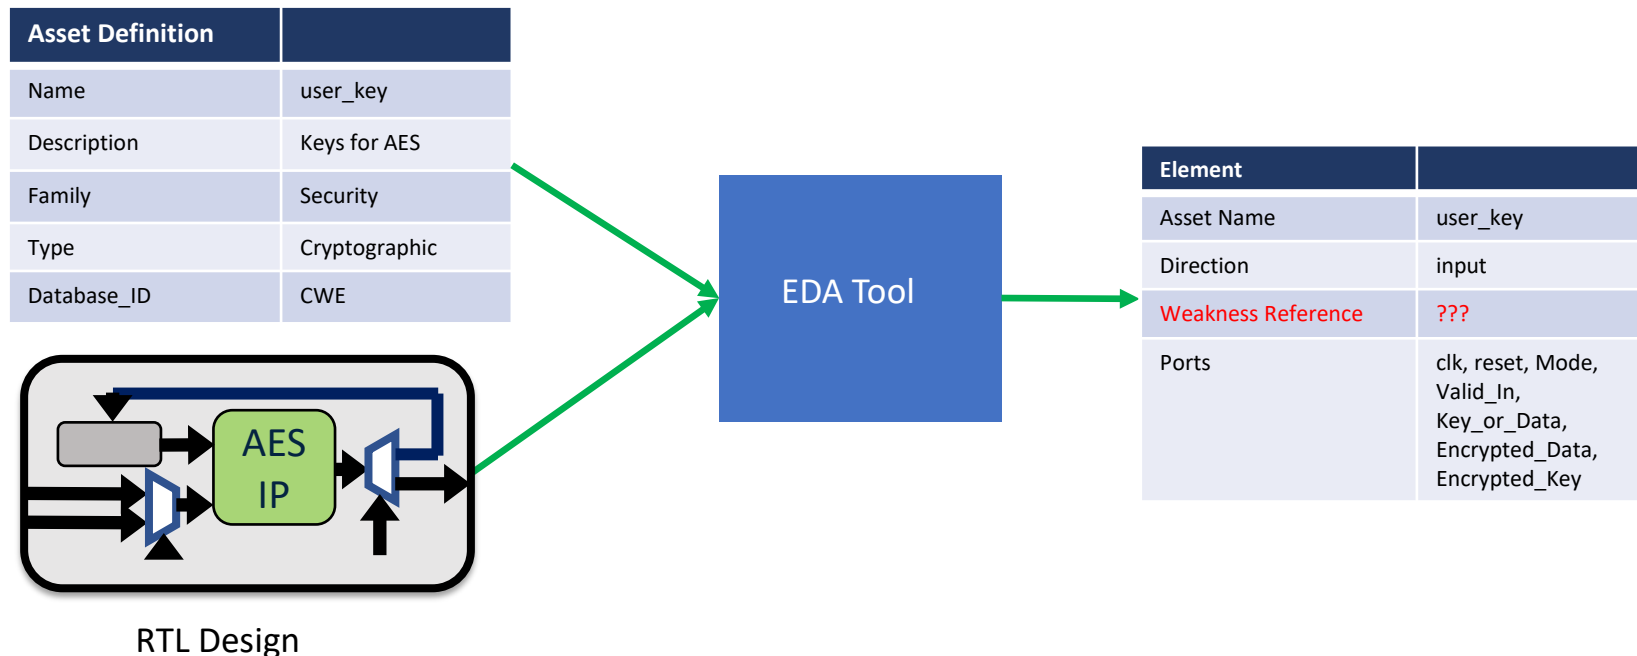 Asset Definition
Name user_key
Description Keys for AES
Family Security
Type Cryptographic
Database_ID CWE
AES
IP
RTL Design
EDA Tool
Element
Asset Name user_key
Direction input
Weakness Reference ???
Ports clk, reset, Mode,
Valid_In,
Key_or_Data,
Encrypted_Data,
Encrypted_Key